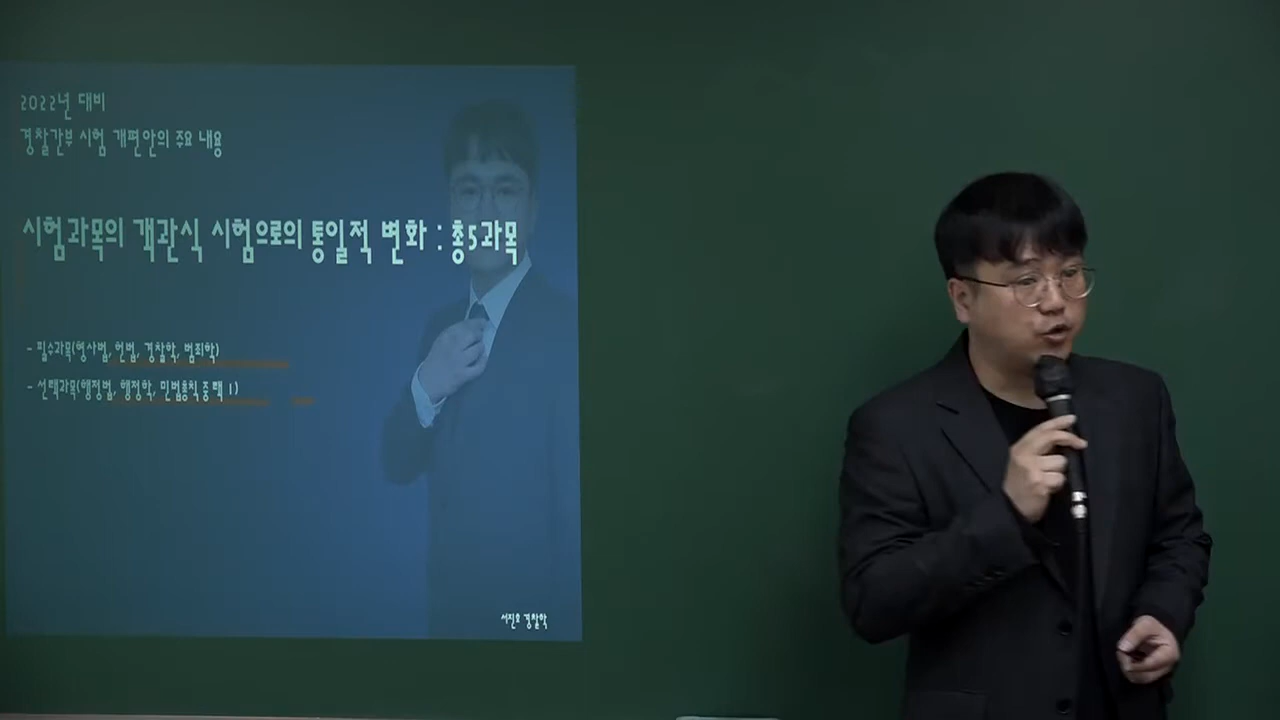 2022년 대비
경찰간부 시험 개편안의 주요 내용
시험과목의 객관식 시험으로의 통일적 변화 : 총5과목
- 필수과목(형사법, 헌법, 경찰학, 범죄학)
- 선택과목(행정법, 행정학, 민법총칙 중 택 1)
서진호 경찰학